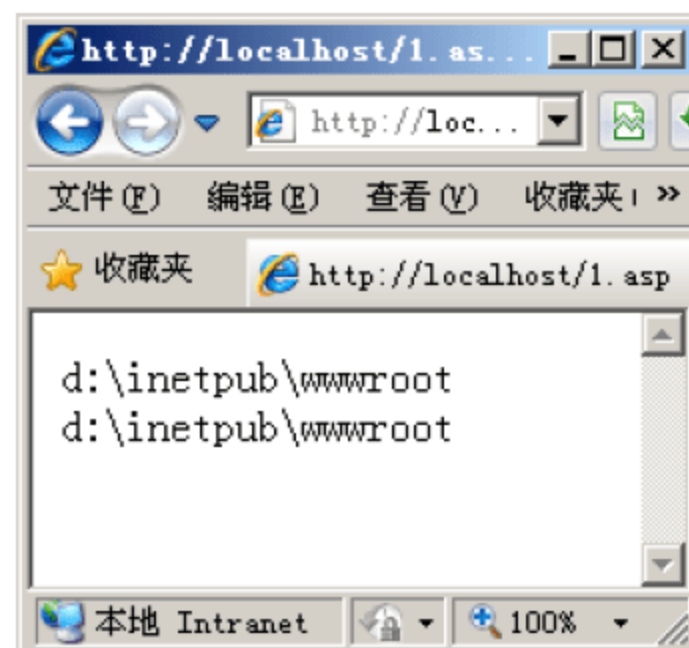 http://localhost/1.as...
http://loc...
文件(F) 编辑(E) 查看(V) 收藏夹( »
收藏夹 http://localhost/1.asp
d:\inetpub\wwwroot
d:\inetpub\wwwroot
本地 Intranet 100%